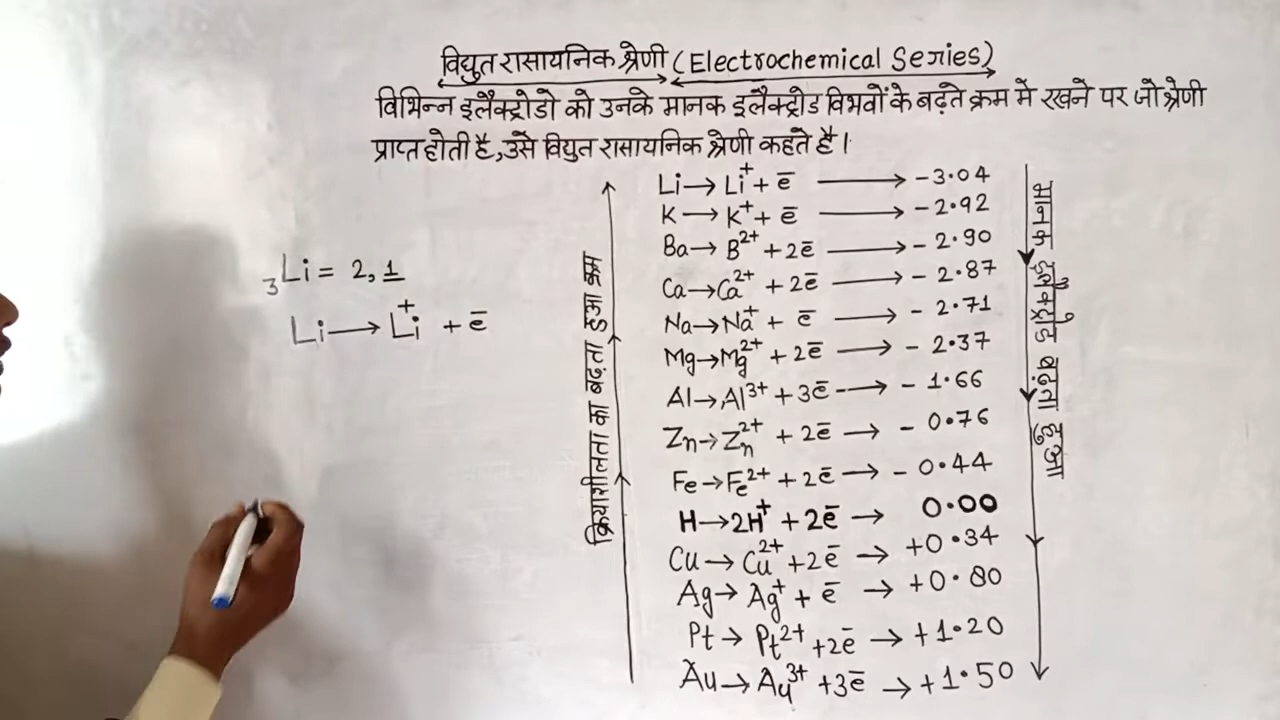 विद्युत रासायनिक श्रेणी (Electrochemical Series)
विभिन्न इलैक्ट्रोडो को उनके मानक इलैक्ट्रोड विभवों के बढ़ते क्रम में रखने पर जो श्रेणी
प्राप्त होती है, उसे विद्युत रासायनिक श्रेणी कहते है।
₃Li = 2, 1
Li → Li⁺ + ē
क्रियाशीलता का बढ़ता हुआ क्रम
Li → Li⁺ + ē → -3.04
K → K⁺ + ē → -2.92
Ba → B²⁺ + 2ē → -2.90
Ca → Ca²⁺ + 2ē → -2.87
Na → Na⁺ + ē → -2.71
Mg → Mg²⁺ + 2ē → -2.37
Al → Al³⁺ + 3ē → -1.66
Zn → Zn²⁺ + 2ē → -0.76
Fe → Fe²⁺ + 2ē → -0.44
H → 2H⁺ + 2ē → 0.00
Cu → Cu²⁺ + 2ē → +0.34
Ag → Ag⁺ + ē → +0.80
Pt → Pt²⁺ + 2ē → +1.20
Au → Au³⁺ + 3ē → +1.50
मानक इलैक्ट्रोड बढ़ता हुआ